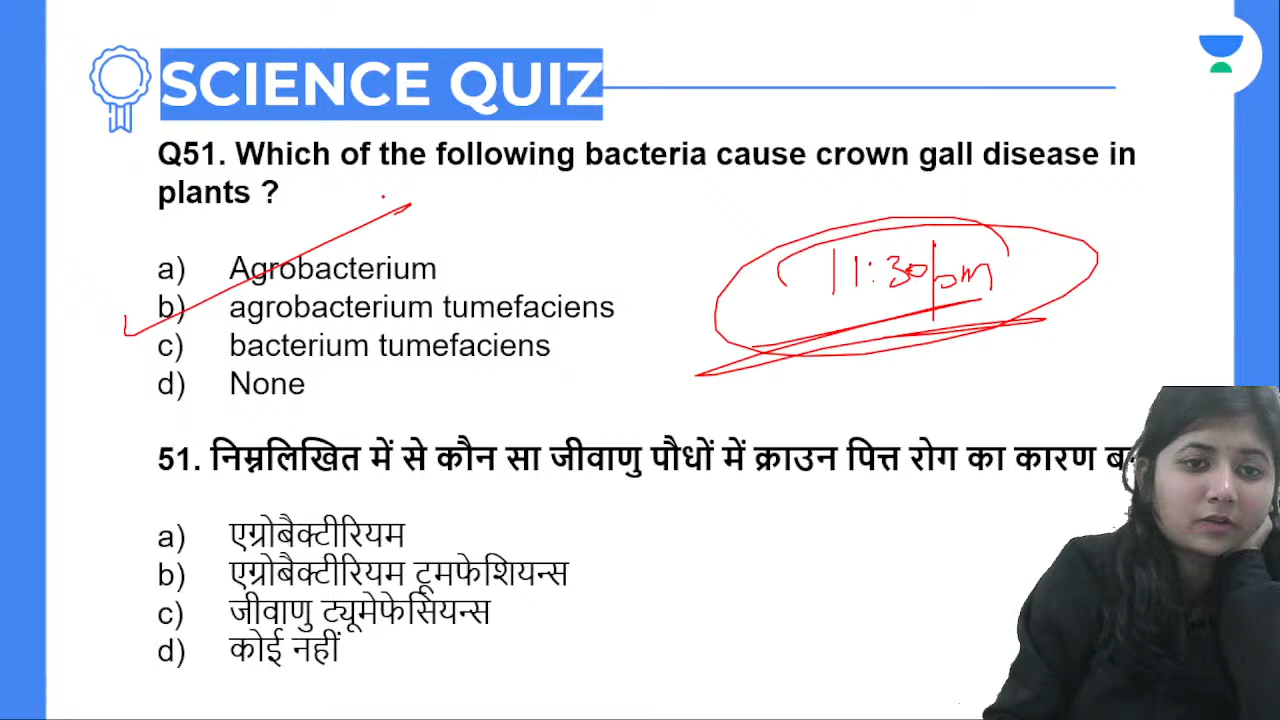 SCIENCE QUIZ
Q51. Which of the following bacteria cause crown gall disease in
plants ?
a) Agrobacterium
b) agrobacterium tumefaciens
c) bacterium tumefaciens
d) None
11:30pm
51. निम्नलिखित में से कौन सा जीवाणु पौधों में क्राउन पित्त रोग का कारण
a) एग्रोबैक्टीरियम
b) एग्रोबैक्टीरियम टूमफेशियन्स
c) जीवाणु ट्यूमेफेसियन्स
d) कोई नहीं